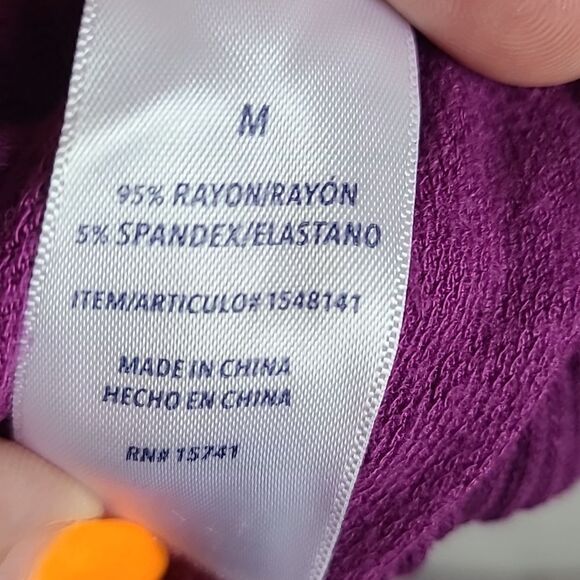 M
95% RAYON/RAYÓN
5% SPANDEX/ELASTANO
ITEM/ARTICULO# 1548141
MADE IN CHINA
HECHO EN CHINA
RN# 15741